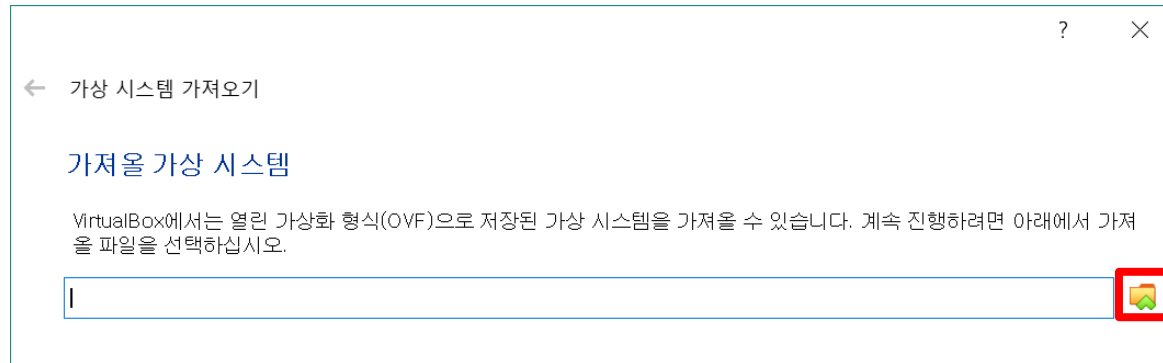 ?
가상 시스템 가져오기
가져올 가상 시스템
VirtualBox에서는 열린 가상화 형식(OVF)으로 저장된 가상 시스템을 가져올 수 있습니다. 계속 진행하려면 아래에서 가져
올 파일을 선택하십시오.